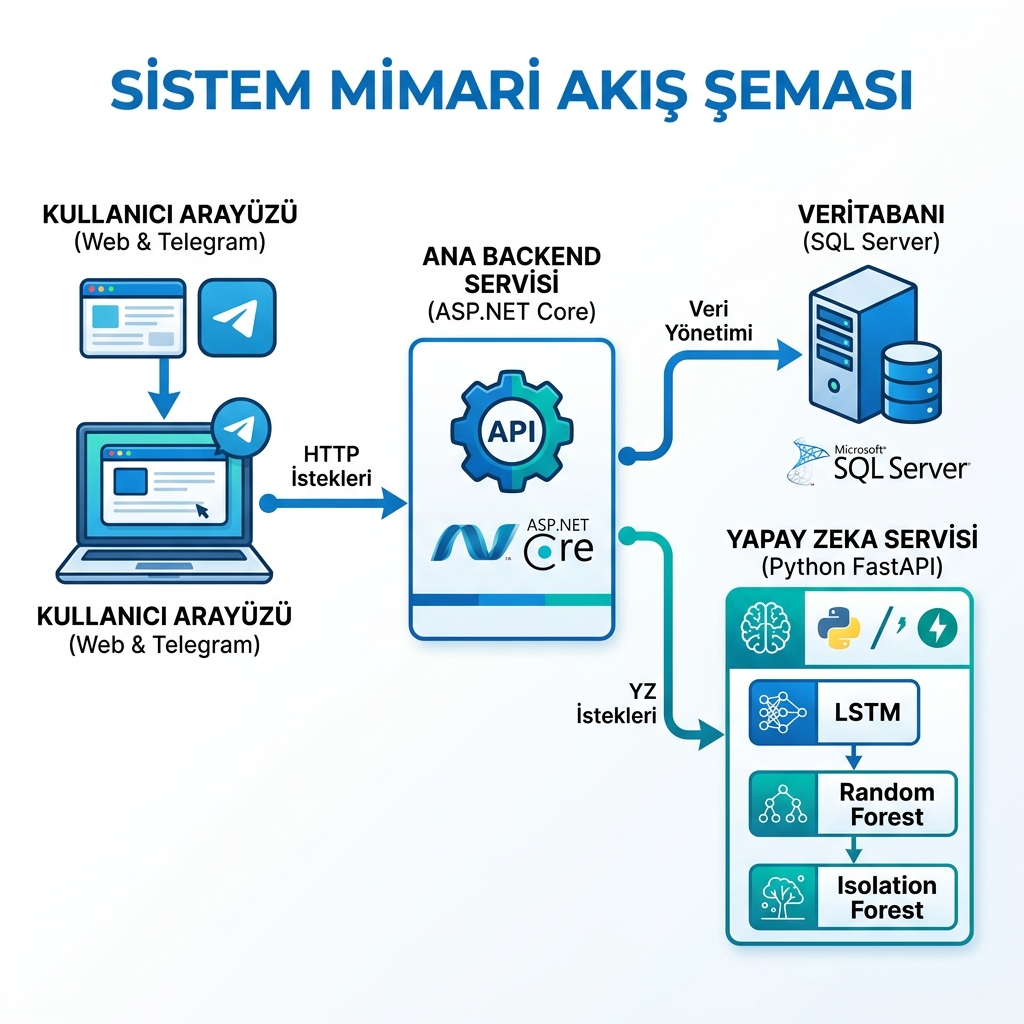 SİSTEM MİMARİ AKIŞ ŞEMASI
KULLANICI ARAYÜZÜ
(Web & Telegram)
KULLANICI ARAYÜZÜ
(Web & Telegram)
HTTP
İstekleri
ANA BACKEND
SERVİSİ
(ASP.NET Core)
API
ASP.NET
Core
Veri
Yönetimi
VERİTABANI
(SQL Server)
Microsoft
SQL Server
YZ
İstekleri
YAPAY ZEKA SERVİSİ
(Python FastAPI)
LSTM
Random
Forest
Isolation
Forest